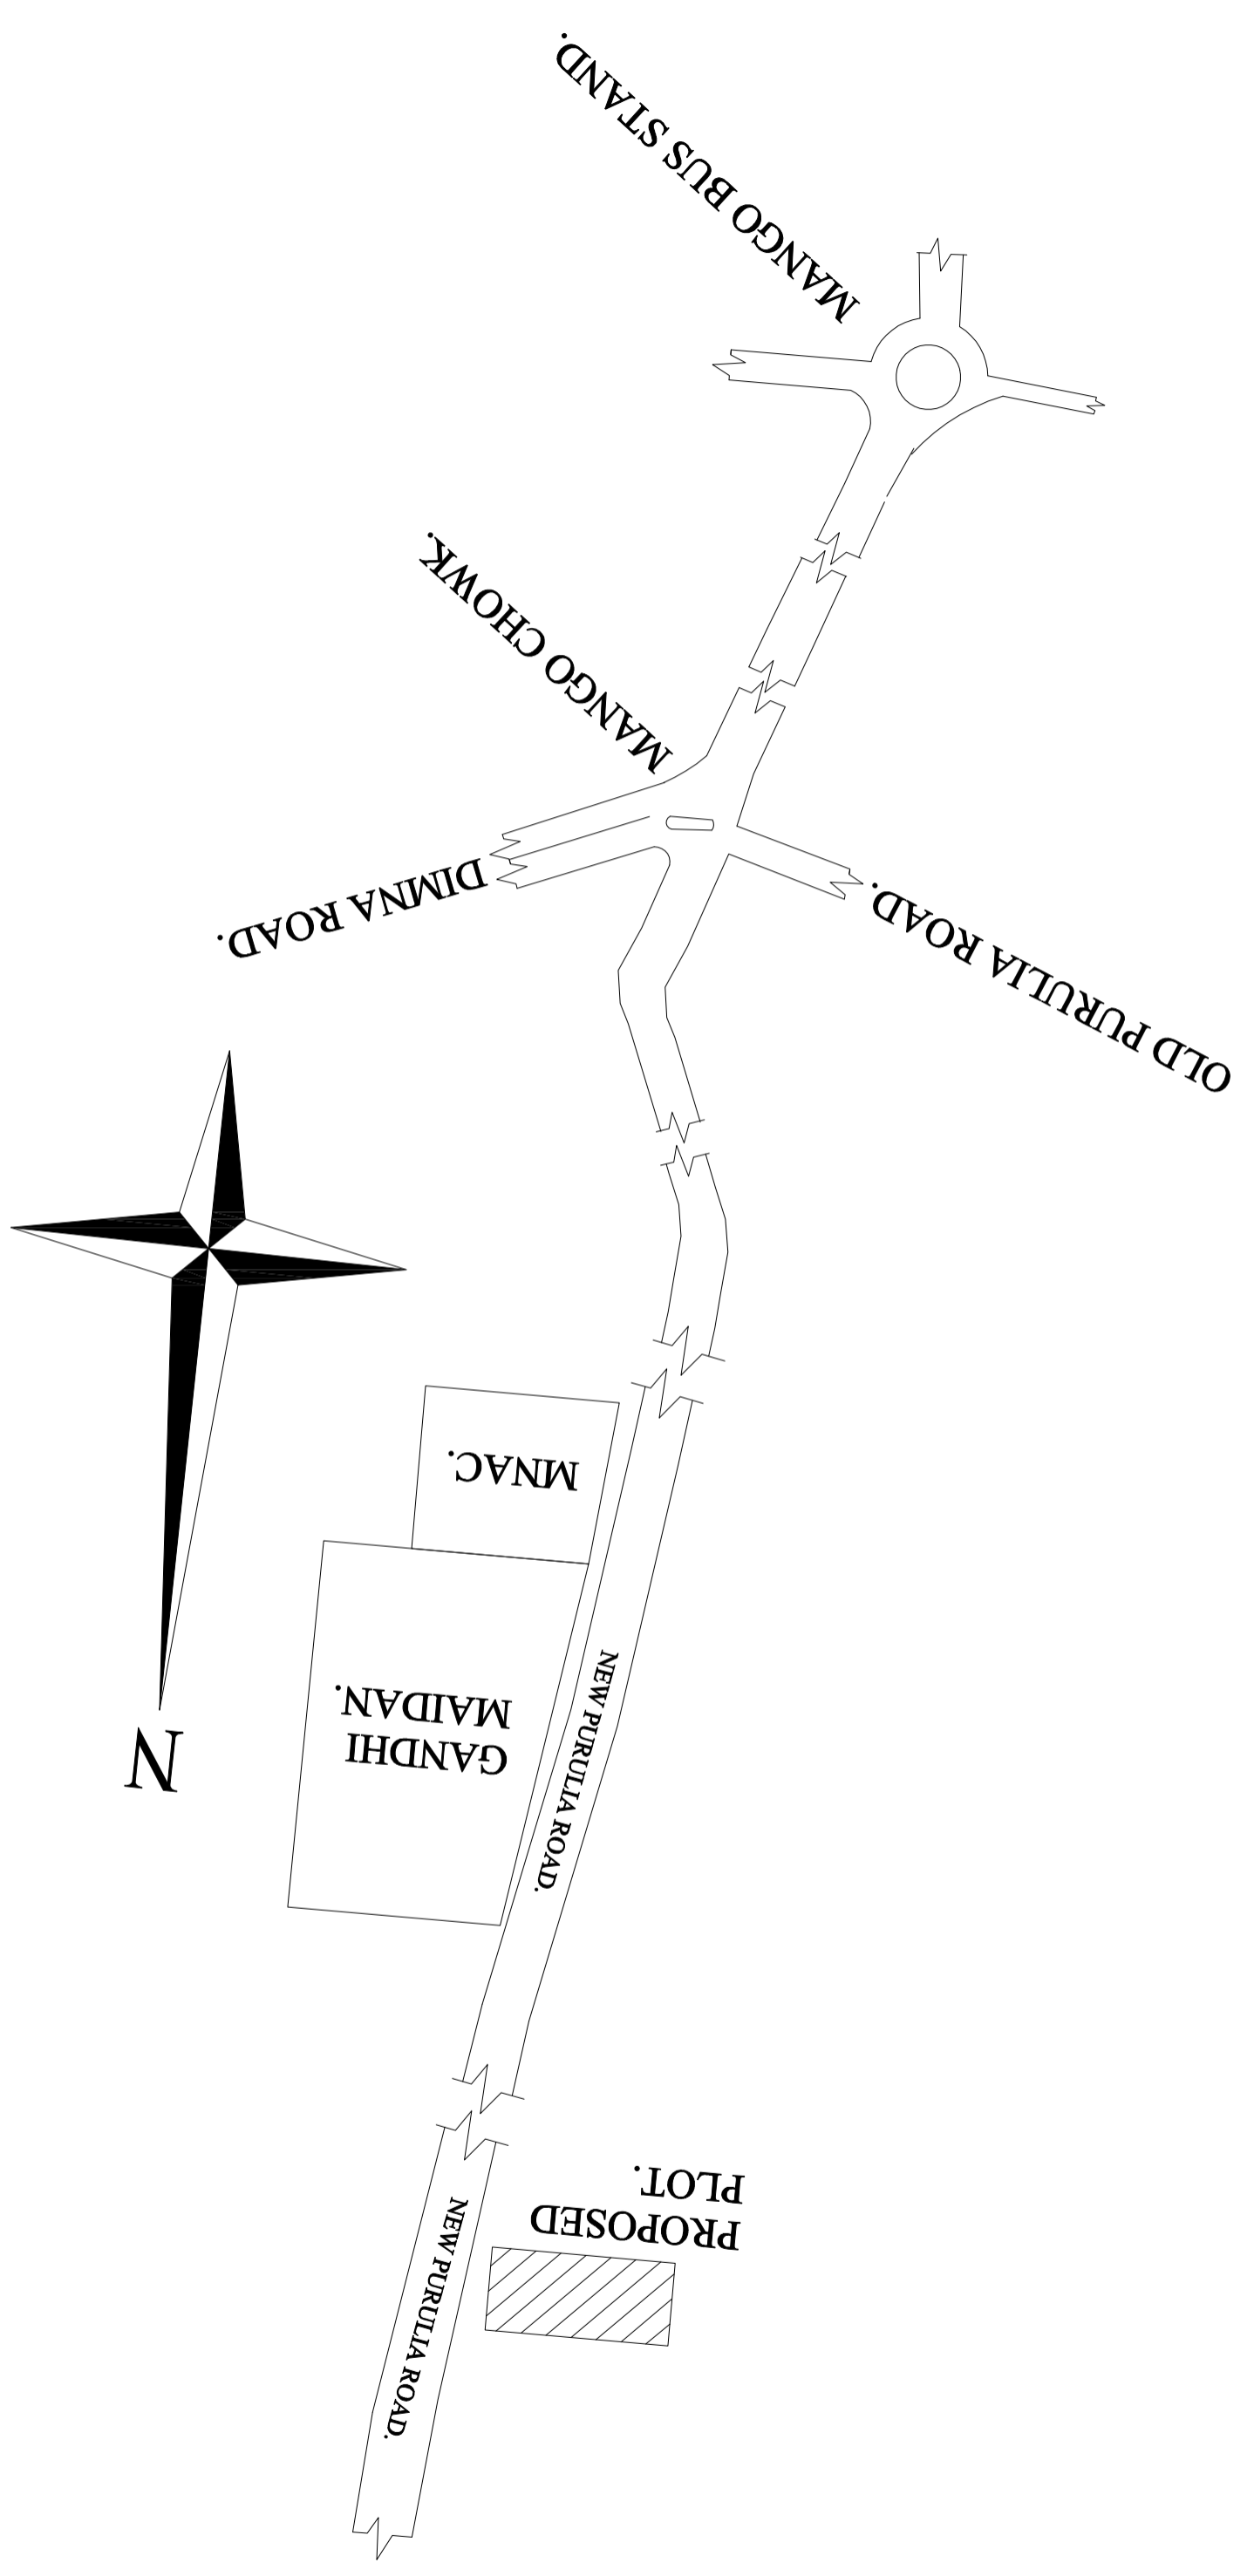 MANGO BUS STAND.
MANGO CHOWK.
DIMNA ROAD.
OLD PURULIA ROAD.
MNAC.
NEW PURULIA ROAD.
GANDHI
MAIDAN.
N
PROPOSED
PLOT.
NEW PURULIA ROAD.